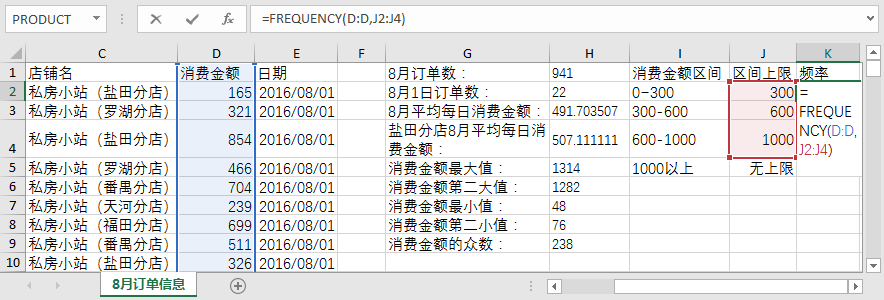 PRODUCT =FREQUENCY(D:D,J2:J4)
C D E F G H I J K
1 店铺名 消费金额 日期 8月订单数： 941 消费金额区间 区间上限 频率
2 私房小站（盐田分店） 165 2016/08/01 8月1日订单数： 22 0-300 300 =
3 私房小站（罗湖分店） 321 2016/08/01 8月平均每日消费金额： 491.703507 300-600 600 FREQUE
盐田分店8月平均每日消 NCY(D:D,
4 私房小站（盐田分店） 854 2016/08/01 费金额： 507.111111 600-1000 1000 J2:J4)
5 私房小站（罗湖分店） 466 2016/08/01 消费金额最大值： 1314 1000以上 无上限
6 私房小站（番禺分店） 704 2016/08/01 消费金额第二大值： 1282
7 私房小站（天河分店） 239 2016/08/01 消费金额最小值： 48
8 私房小站（福田分店） 699 2016/08/01 消费金额第二小值： 76
9 私房小站（番禺分店） 511 2016/08/01 消费金额的众数： 238
10 私房小站（盐田分店） 326 2016/08/01
8月订单信息